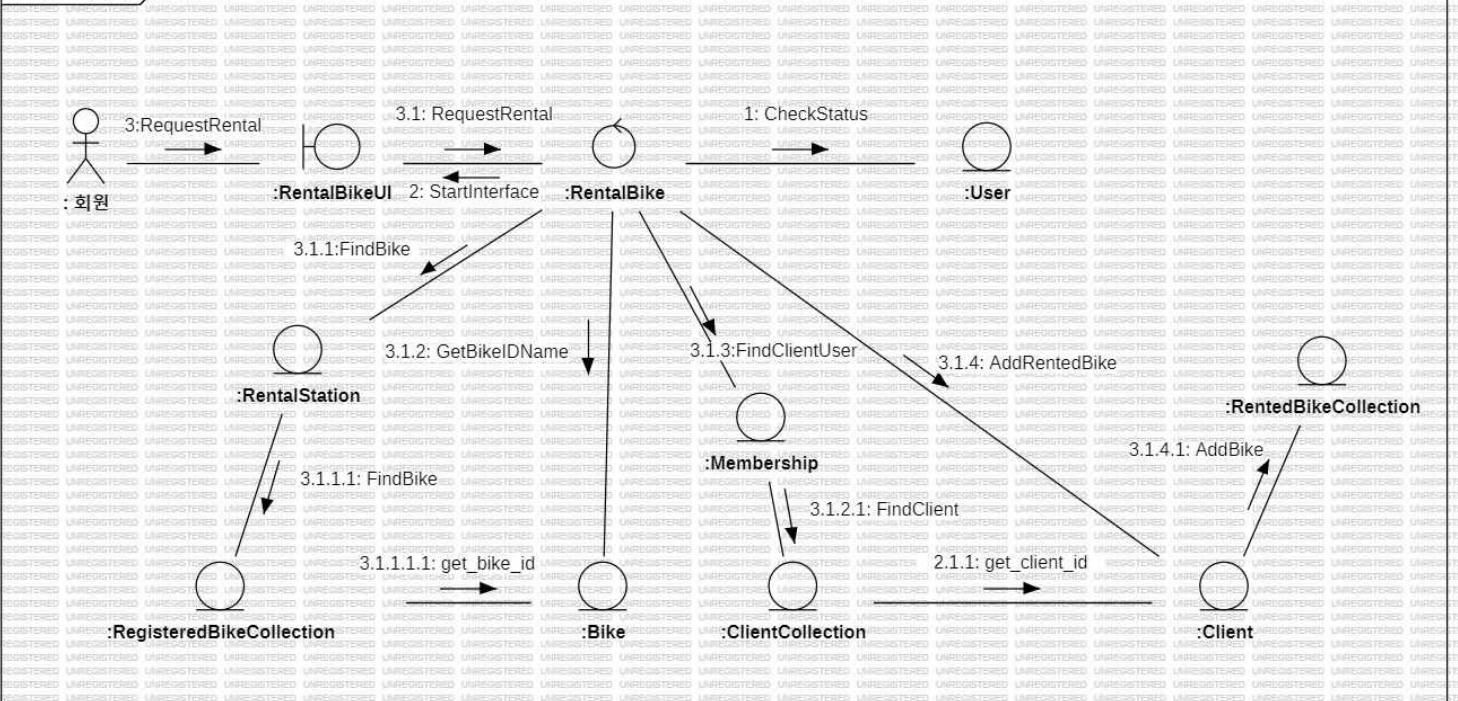 3:RequestRental
3.1: RequestRental
1: CheckStatus
: 회원
:RentalBikeUI
2: StartInterface
:RentalBike
:User
3.1.1:FindBike
3.1.2: GetBikeIDName
3.1.3:FindClientUser
3.1.4: AddRentedBike
:RentalStation
:RentedBikeCollection
3.1.4.1: AddBike
:Membership
3.1.1.1: FindBike
3.1.2.1: FindClient
3.1.1.1.1: get_bike_id
2.1.1: get_client_id
:RegisteredBikeCollection
:Bike
:ClientCollection
:Client
UNREGISTERED